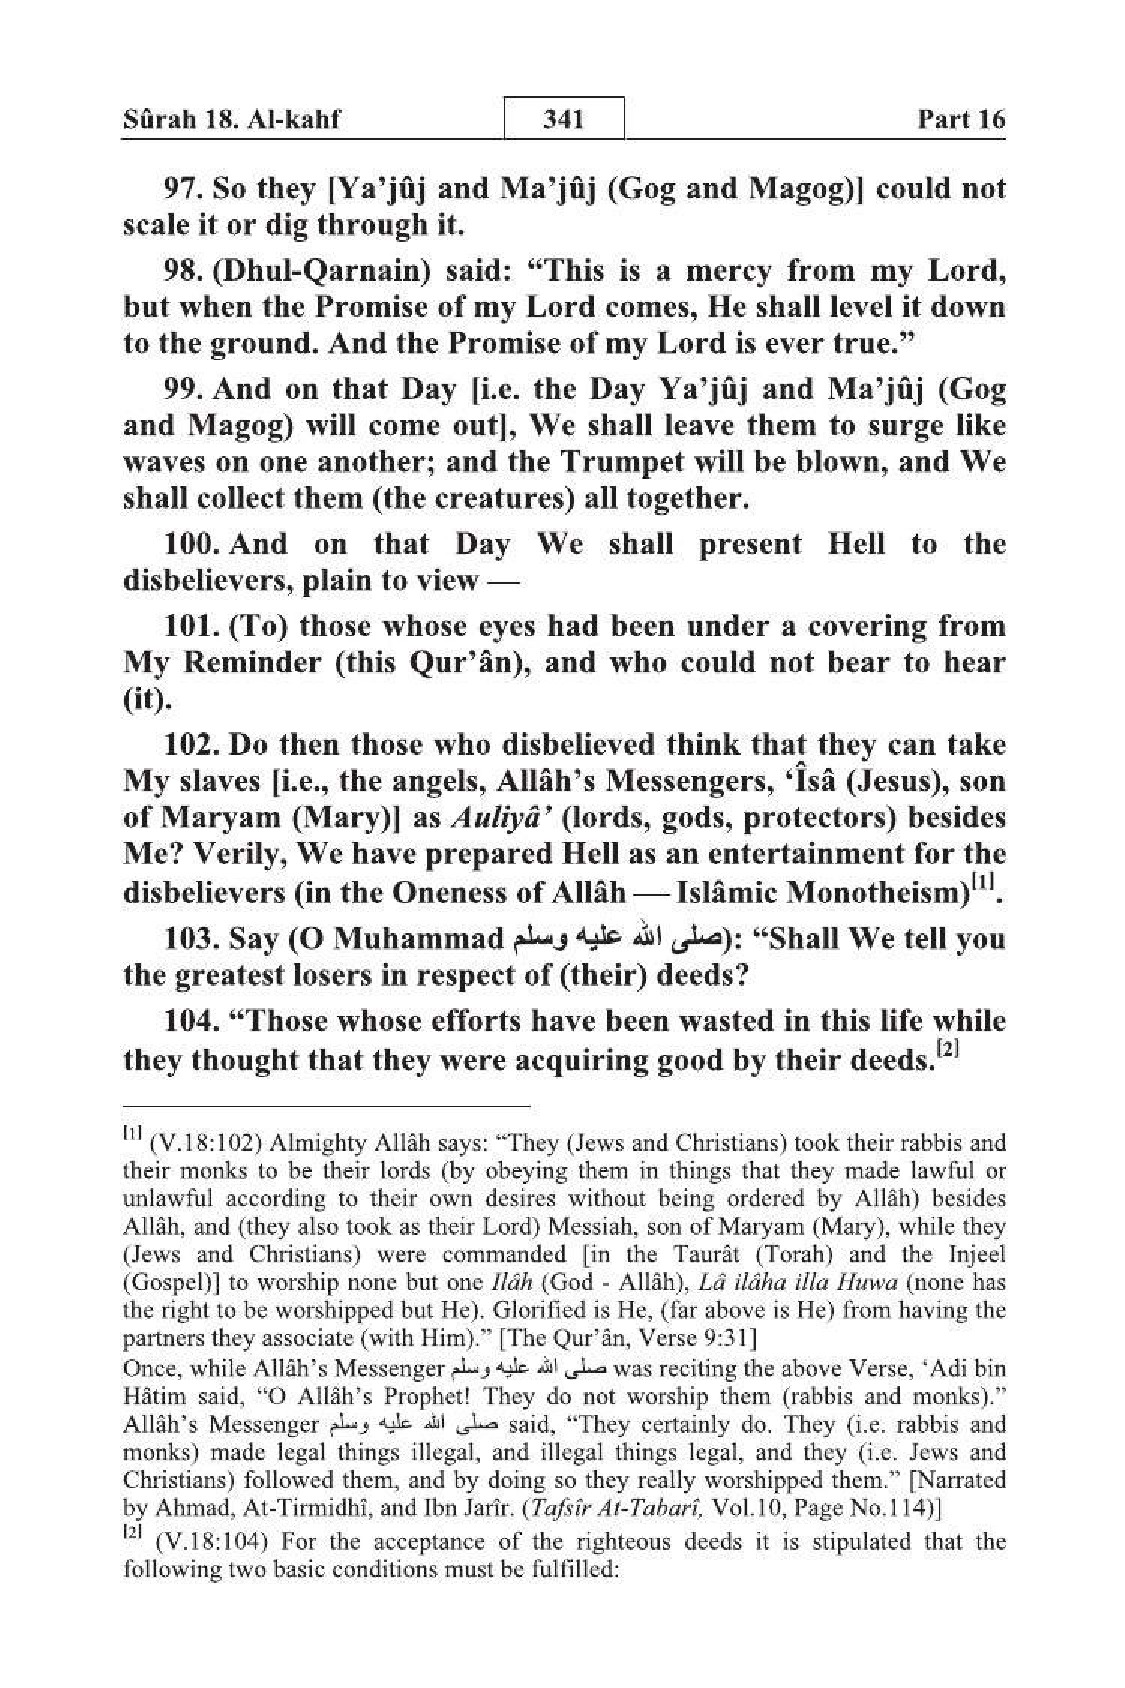 Sûrah 18. Al-kahf 341 Part 16
97. So they [Ya’jûj and Ma’jûj (Gog and Magog)] could not
scale it or dig through it.
98. (Dhul-Qarnain) said: “This is a mercy from my Lord,
but when the Promise of my Lord comes, He shall level it down
to the ground. And the Promise of my Lord is ever true.”
99. And on that Day [i.e. the Day Ya’jûj and Ma’jûj (Gog
and Magog) will come out], We shall leave them to surge like
waves on one another; and the Trumpet will be blown, and We
shall collect them (the creatures) all together.
100. And on that Day We shall present Hell to the
disbelievers, plain to view —
101. (To) those whose eyes had been under a covering from
My Reminder (this Qur’ân), and who could not bear to hear
(it).
102. Do then those who disbelieved think that they can take
My slaves [i.e., the angels, Allâh’s Messengers, ‘Îsâ (Jesus), son
of Maryam (Mary)] as Auliyâ’ (lords, gods, protectors) besides
Me? Verily, We have prepared Hell as an entertainment for the
disbelievers (in the Oneness of Allâh — Islâmic Monotheism)[1].
103. Say (O Muhammad صلى الله عليه وسلم): “Shall We tell you
the greatest losers in respect of (their) deeds?
104. “Those whose efforts have been wasted in this life while
they thought that they were acquiring good by their deeds.[2]
[1] (V.18:102) Almighty Allâh says: “They (Jews and Christians) took their rabbis and
their monks to be their lords (by obeying them in things that they made lawful or
unlawful according to their own desires without being ordered by Allâh) besides
Allâh, and (they also took as their Lord) Messiah, son of Maryam (Mary), while they
(Jews and Christians) were commanded [in the Taurât (Torah) and the Injeel
(Gospel)] to worship none but one Ilâh (God - Allâh), Lâ ilâha illa Huwa (none has
the right to be worshipped but He). Glorified is He, (far above is He) from having the
partners they associate (with Him).” [The Qur’ân, Verse 9:31]
Once, while Allâh’s Messenger صلى الله عليه وسلم was reciting the above Verse, ‘Adi bin
Hâtim said, “O Allâh’s Prophet! They do not worship them (rabbis and monks).”
Allâh’s Messenger صلى الله عليه وسلم said, “They certainly do. They (i.e. rabbis and
monks) made legal things illegal, and illegal things legal, and they (i.e. Jews and
Christians) followed them, and by doing so they really worshipped them.” [Narrated
by Ahmad, At-Tirmidhî, and Ibn Jarîr. (Tafsîr At-Tabarî, Vol.10, Page No.114)]
[2] (V.18:104) For the acceptance of the righteous deeds it is stipulated that the
following two basic conditions must be fulfilled: